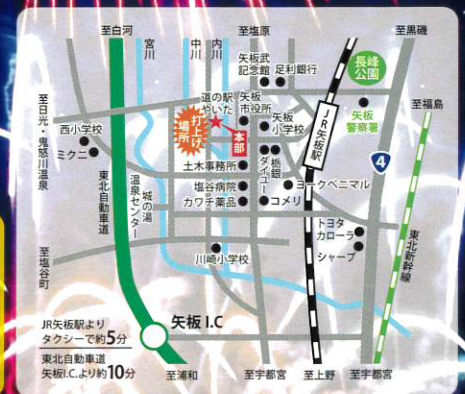 至白河
宮川
中川
内川
至塩原
至黒磯
矢板武
記念館
足利銀行
長峰
公園
道の駅
やいた
矢板
市役所
矢板
小学校
矢板
警察署
至福島
打上げ
場所
本部
JR矢板駅
4
至日光・鬼怒川温泉
西小学校
ミクニ
東北自動車道
城の湯
温泉センター
土木事務所
栃銀
ダイユー
塩谷病院
ヨークベニマル
カワチ薬品
コメリ
トヨタ
カローラ
シャープ
東北新幹線
川崎小学校
至塩谷町
矢板 I.C
JR矢板駅より
タクシーで約5分
東北自動車道
矢板I.C.より約10分
至浦和
至宇都宮
至上野
至宇都宮